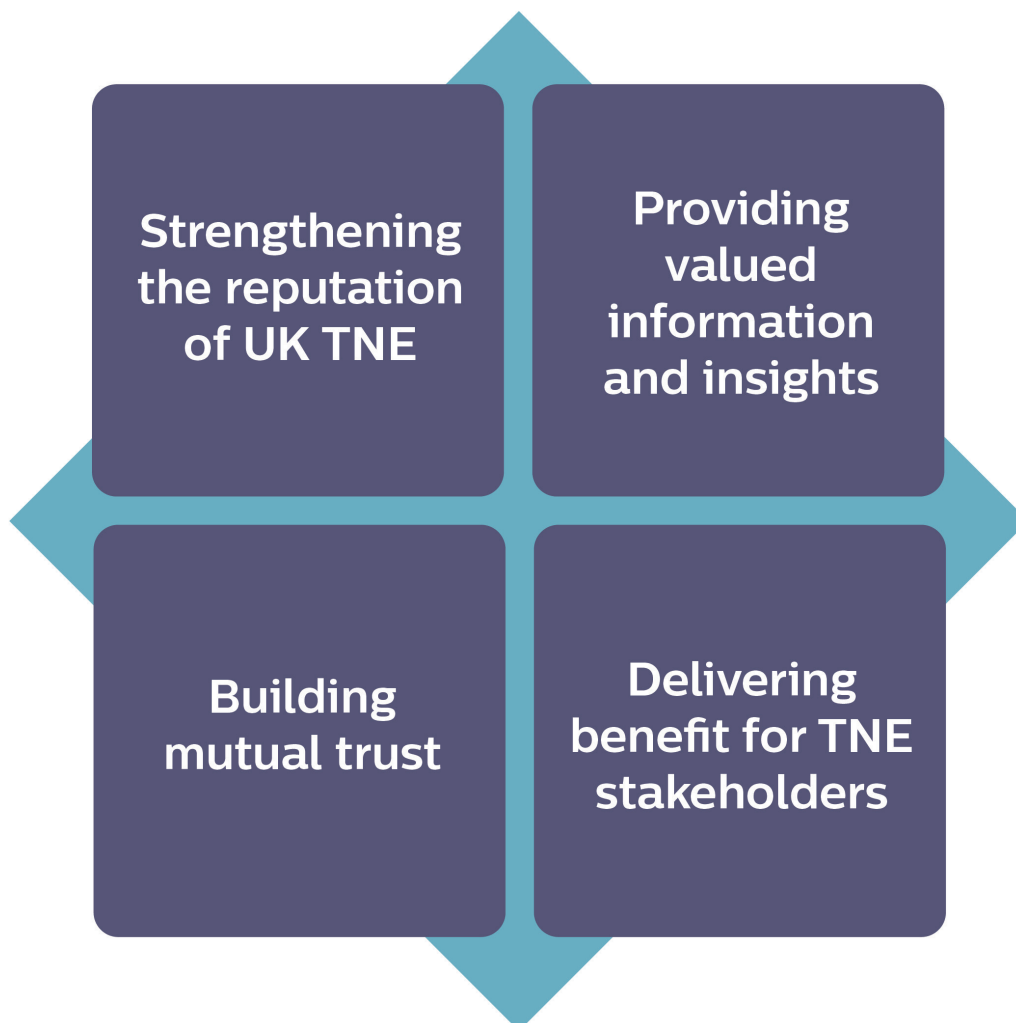 Strengthening
the reputation
of UK TNE
Providing
valued
information
and insights
Building
mutual trust
Delivering
benefit for TNE
stakeholders